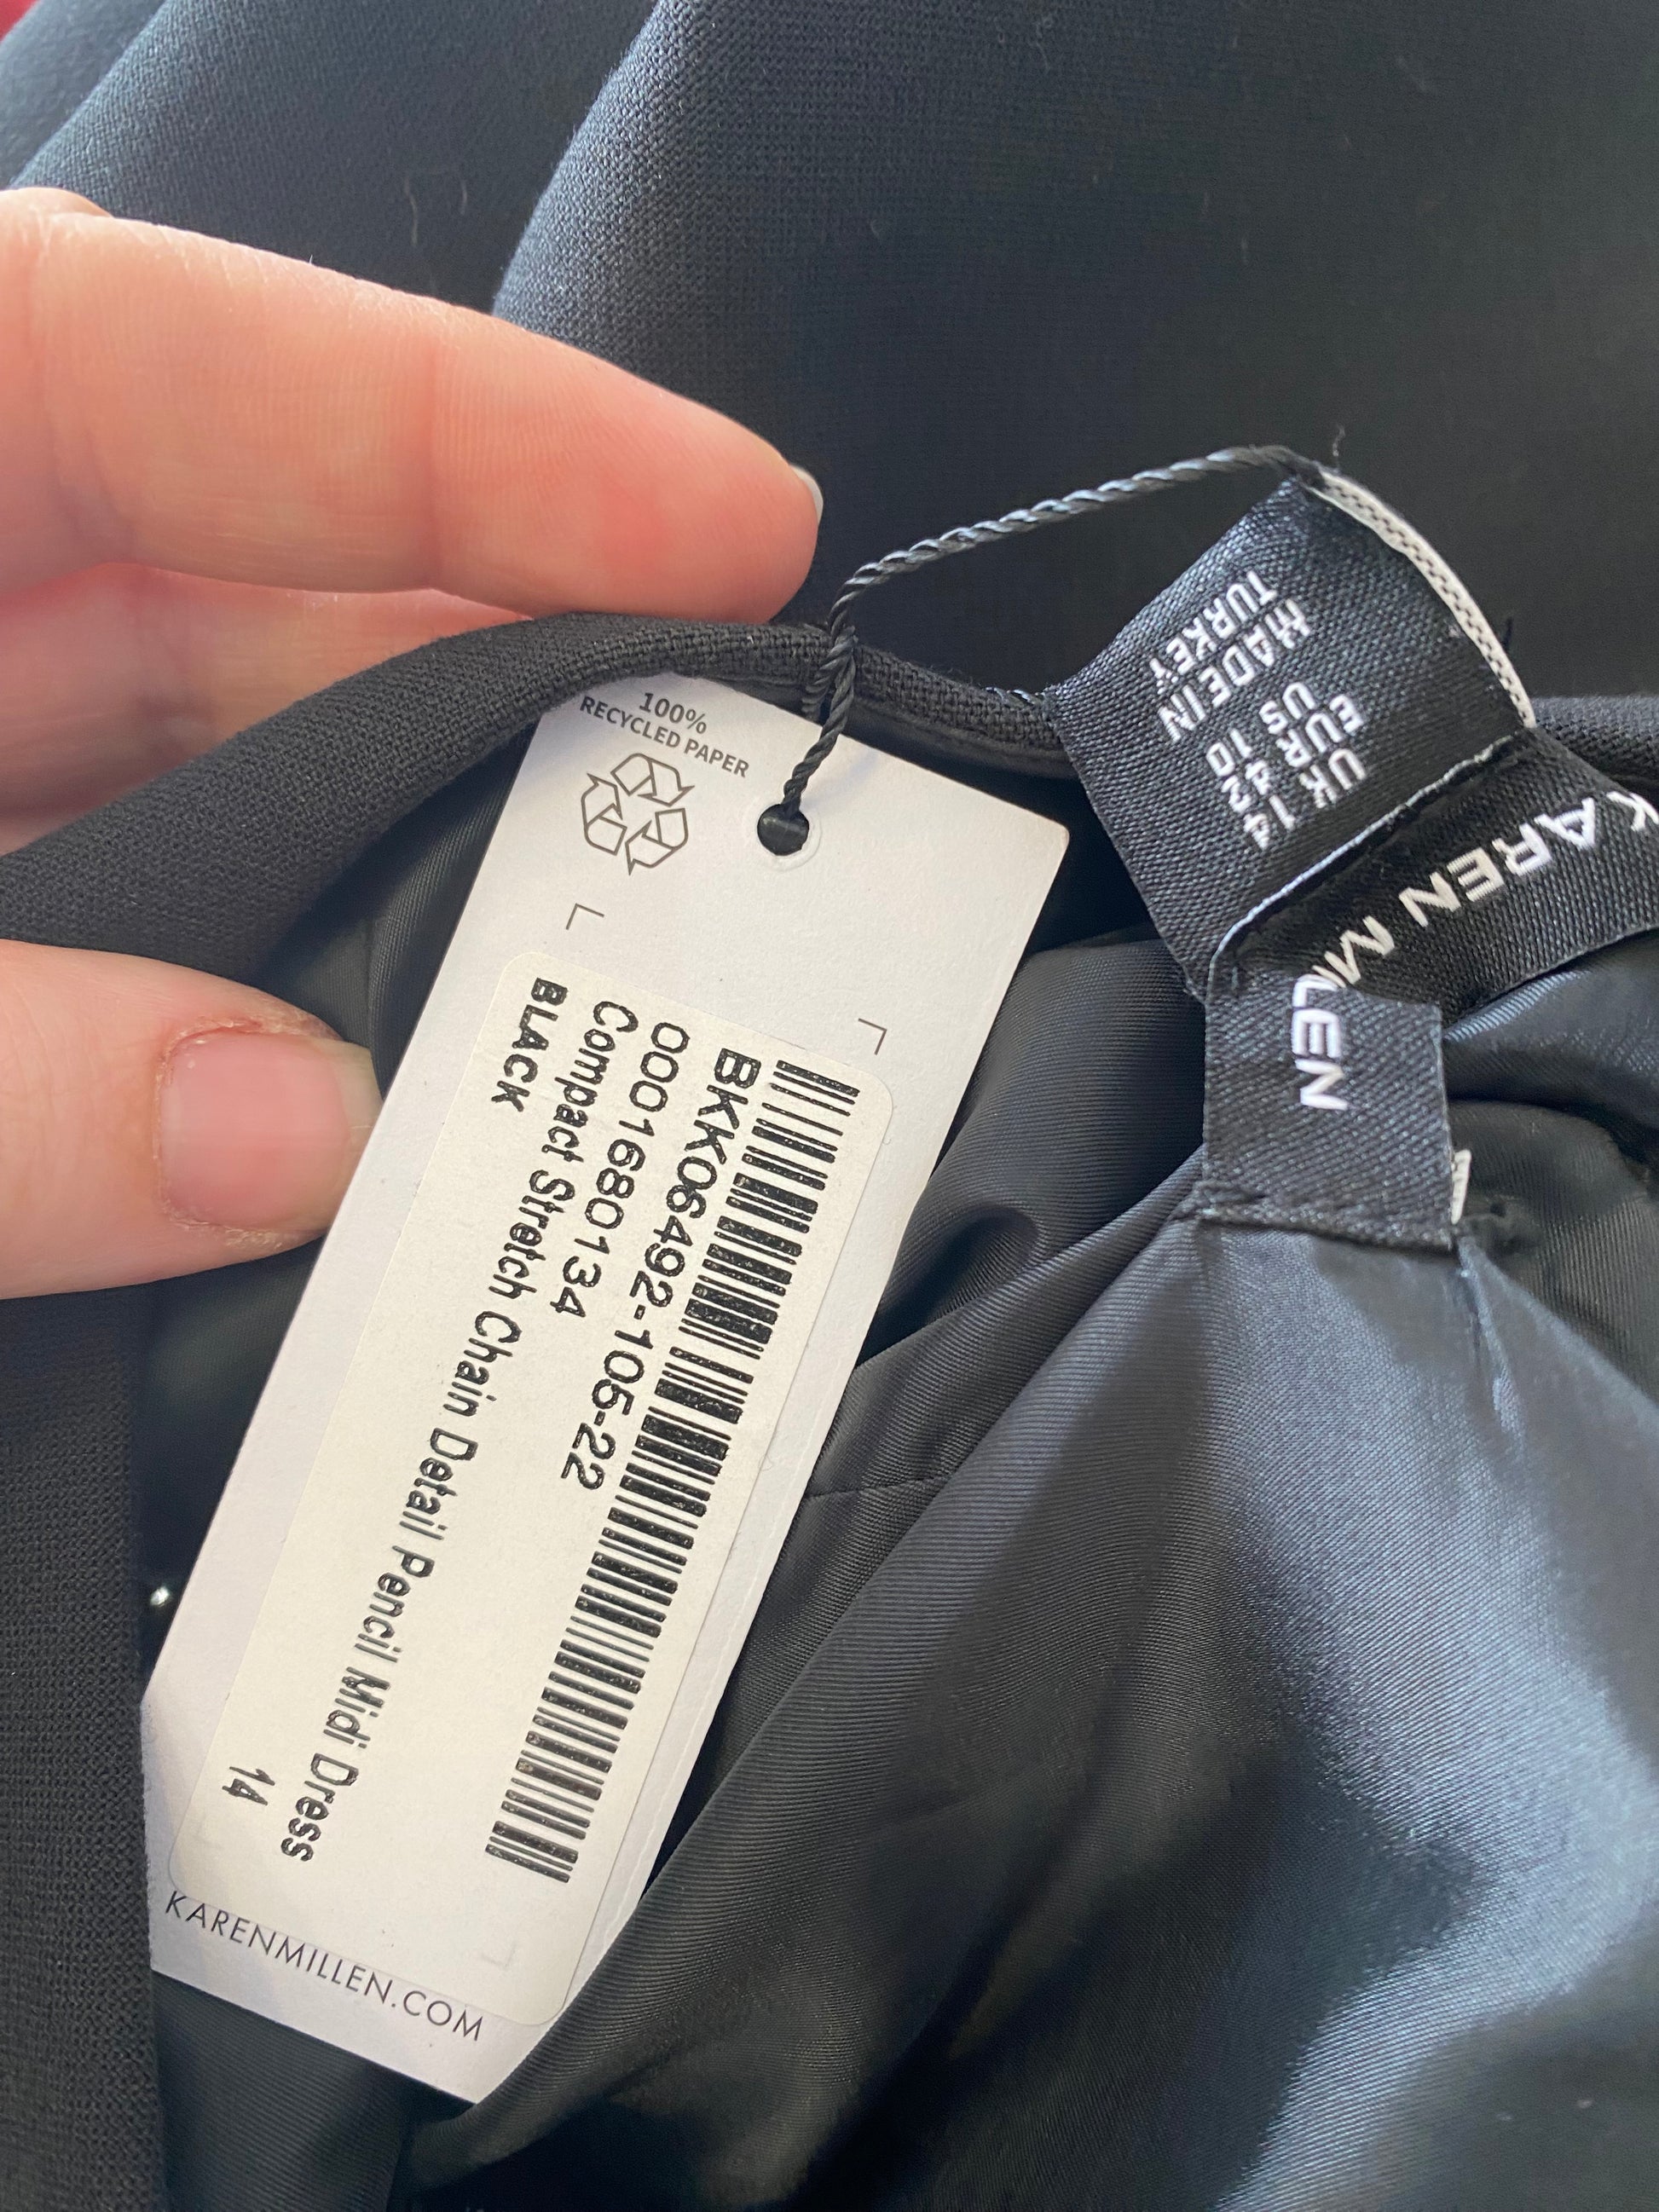 100%
RECYCLED PAPER
BKK06492-105-22
0001680134
Compact Stretch Chain Detail Pencil Midi Dress
BLACK
14
KARENMILLEN.COM
KAREN MILLEN
UK 14
EUR 42
US 10
MADE IN
TURKEY